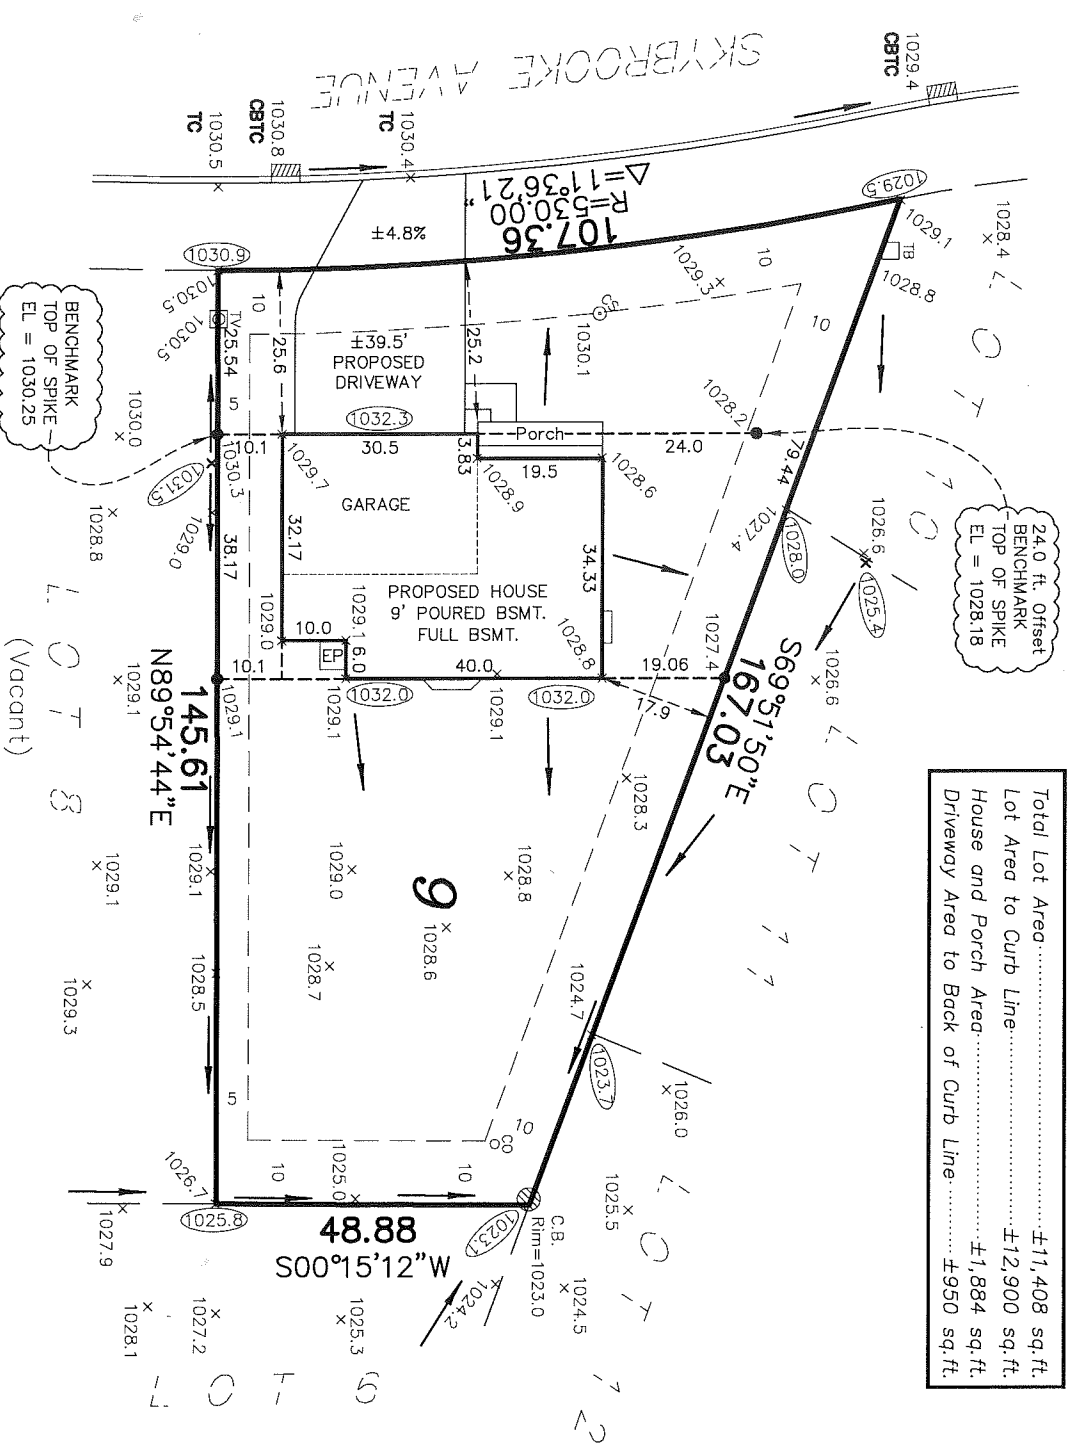 SKYBROOKE AVENUE
1029.4
CBTC
1030.4
TC
1030.8
CBTC
1030.5
TC
±4.8%
Δ=11°36'21"
R=530.00
107.36
1029.5
1029.1
TB
1028.8
1028.4
LOT
10
1029.3
10
1030.9
1030.5
TV
1030.5
10
25.54
5
25.6
±39.5'
PROPOSED
DRIVEWAY
25.2
CS
1030.1
1028.2
BENCHMARK
TOP OF SPIKE
EL = 1030.25
1030.0
1032.3
Porch
10.1
30.5
3.83
19.5
24.0
79.44
1030.3
1031.5
1029.7
1028.9
1028.6
1027.4
1028.0
24.0 ft. Offset
BENCHMARK
TOP OF SPIKE
EL = 1028.18
1026.6
1025.4
1028.8
1029.0
38.17
32.17
GARAGE
34.33
PROPOSED HOUSE
9' POURED BSMT.
FULL BSMT.
1029.0
10.0
1029.1
6.0
EP
1028.8
1027.4
10.1
40.0
19.06
1032.0
1032.0
17.9
1029.1
1029.1
1029.1
1029.1
1026.6
S69°51'50"E
167.03
LOT 8
(Vacant)
145.61
N89°54'44"E
1028.3
LOT 11
1029.1
1029.1
1029.0
1028.8
9
1028.6
1028.7
1028.5
1029.3
1024.7
1023.7
1026.0
5
10
CO
10
1025.0
10
1026.7
1025.8
1027.9
48.88
S00°15'12"W
1023.1
C.B.
Rim=1023.0
1025.5
1024.5
1024.2
1025.3
1027.2
1028.1
LOT 6
LOT 12
Total Lot Area ±11,408 sq.ft.
Lot Area to Curb Line ±12,900 sq.ft.
House and Porch Area ±1,884 sq.ft.
Driveway Area to Back of Curb Line ±950 sq.ft.